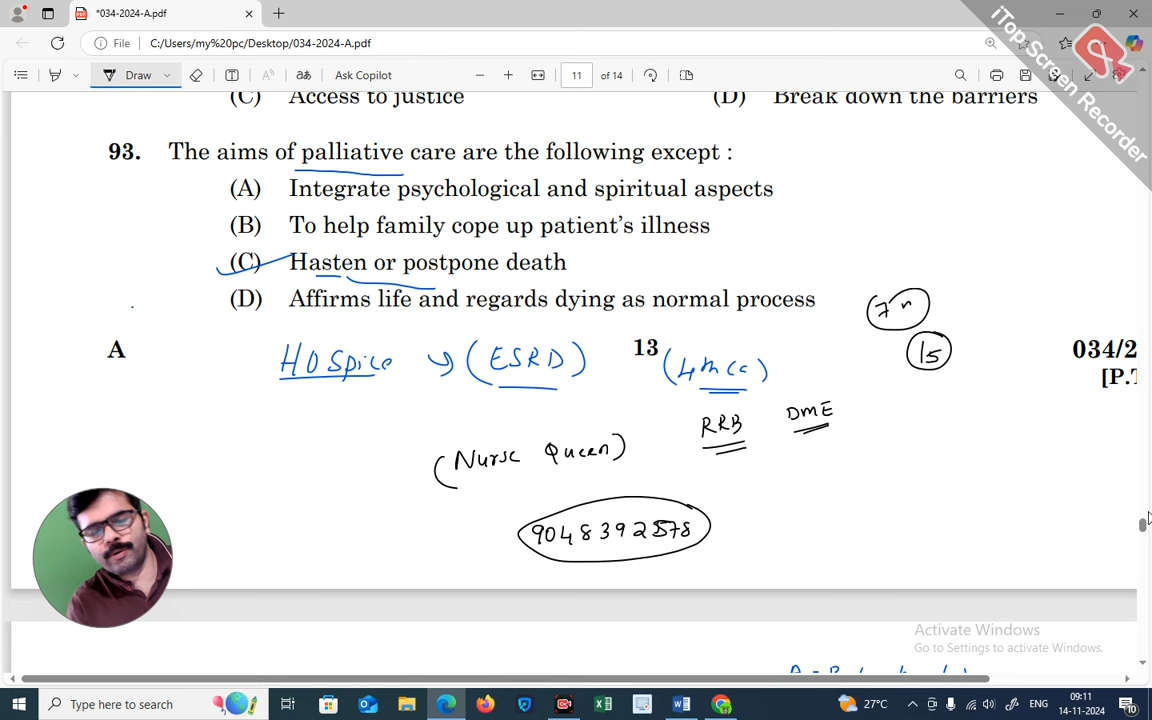 *034-2024-A.pdf
File C:/Users/my%20pc/Desktop/034-2024-A.pdf
iTop Screen Recorder
Draw
Ask Copilot
11 of 14
(C) Access to justice
(D) Break down the barriers
93. The aims of palliative care are the following except :
(A) Integrate psychological and spiritual aspects
(B) To help family cope up patient's illness
(C) Hasten or postpone death
(D) Affirms life and regards dying as normal process
A
13
034/2
[P.T
HOSpice (ESRD)
15
RRB DME
(Nurse Queen)
9048392578
Activate Windows
Go to Settings to activate Windows.
Type here to search
27°C
ENG
09:11
14-11-2024
10